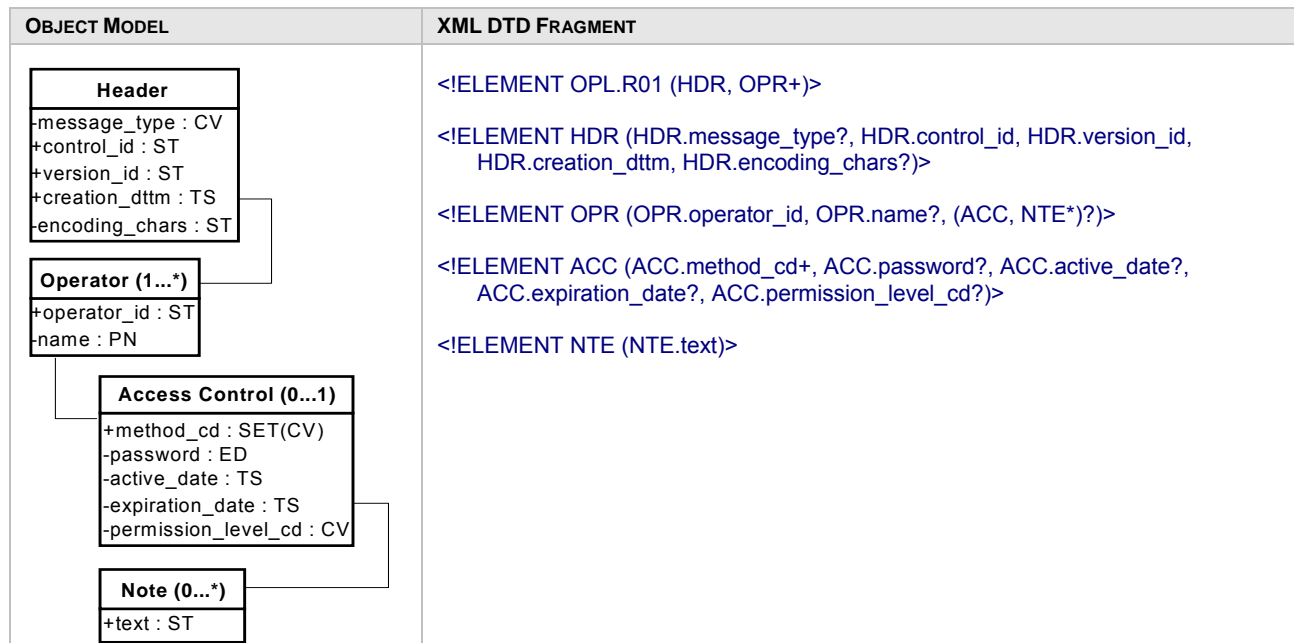 OBJECT MODEL
XML DTD FRAGMENT
Header
-message_type : CV
+control_id : ST
+version_id : ST
+creation_dttm : TS
-encoding_chars : ST
Operator (1...*)
+operator_id : ST
-name : PN
Access Control (0...1)
+method_cd : SET(CV)
-password : ED
-active_date : TS
-expiration_date : TS
-permission_level_cd : CV
Note (0...*)
+text : ST
<!ELEMENT OPL.R01 (HDR, OPR+)>
<!ELEMENT HDR (HDR.message_type?, HDR.control_id, HDR.version_id,
HDR.creation_dttm, HDR.encoding_chars?)>
<!ELEMENT OPR (OPR.operator_id, OPR.name?, (ACC, NTE*)?)>
<!ELEMENT ACC (ACC.method_cd+, ACC.password?, ACC.active_date?,
ACC.expiration_date?, ACC.permission_level_cd?)>
<!ELEMENT NTE (NTE.text)>